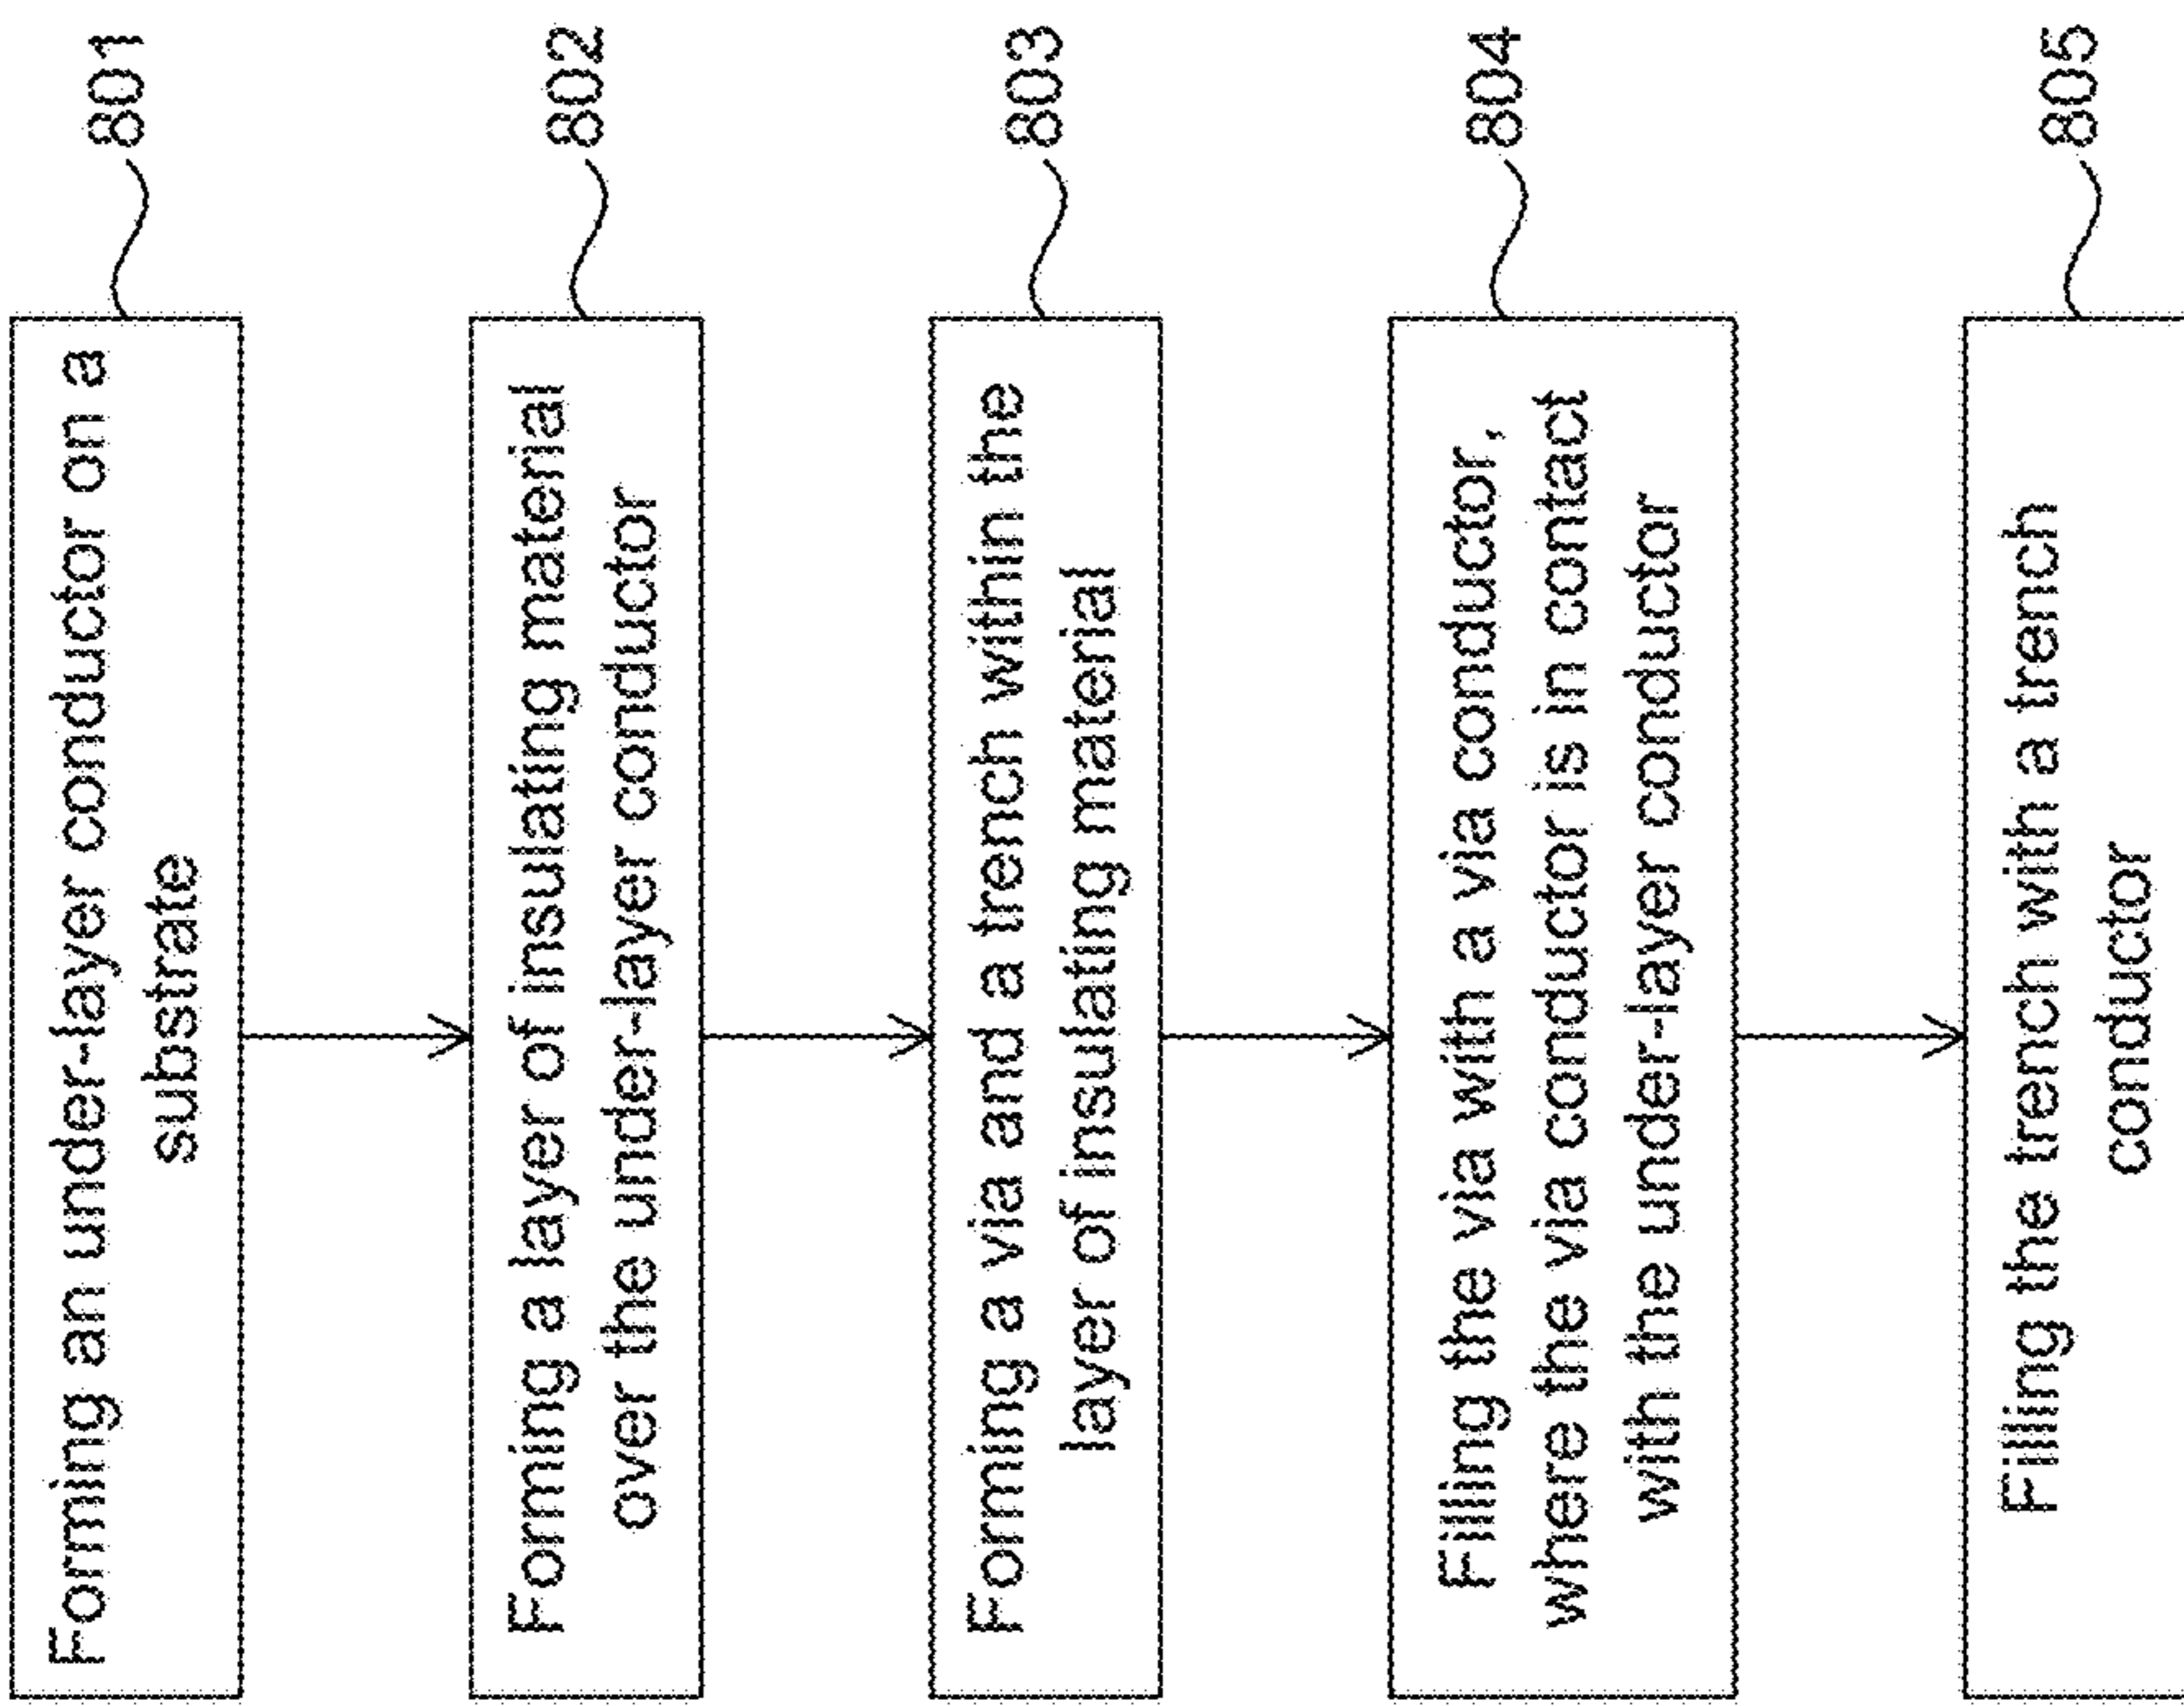 Forming an under-layer conductor on a
substrate
801
Forming a layer of insulating material
over the under-layer conductor
802
Forming a via and a trench within the
layer of insulating material
803
Filling the via with a via conductor,
where the via conductor is in contact
with the under-layer conductor
804
Filling the trench with a trench
conductor
805